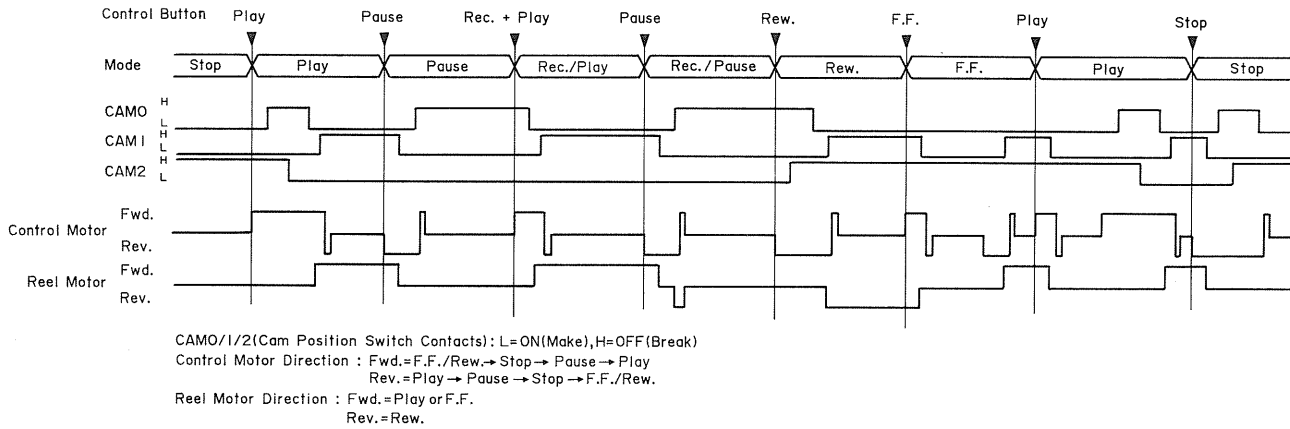 Control Button Play Pause Rec. + Play Pause Rew. F.F. Play Stop
Mode Stop Play Pause Rec./Play Rec./Pause Rew. F.F. Play Stop
CAM0 H
L
CAM1 H
L
CAM2 H
L
Fwd.
Control Motor
Rev.
Fwd.
Reel Motor
Rev.
CAM0/1/2(Cam Position Switch Contacts): L=ON(Make),H=OFF(Break)
Control Motor Direction : Fwd.=F.F./Rew.→Stop→Pause→Play
Rev.=Play→Pause→Stop→F.F./Rew.
Reel Motor Direction : Fwd.=Play or F.F.
Rev.=Rew.